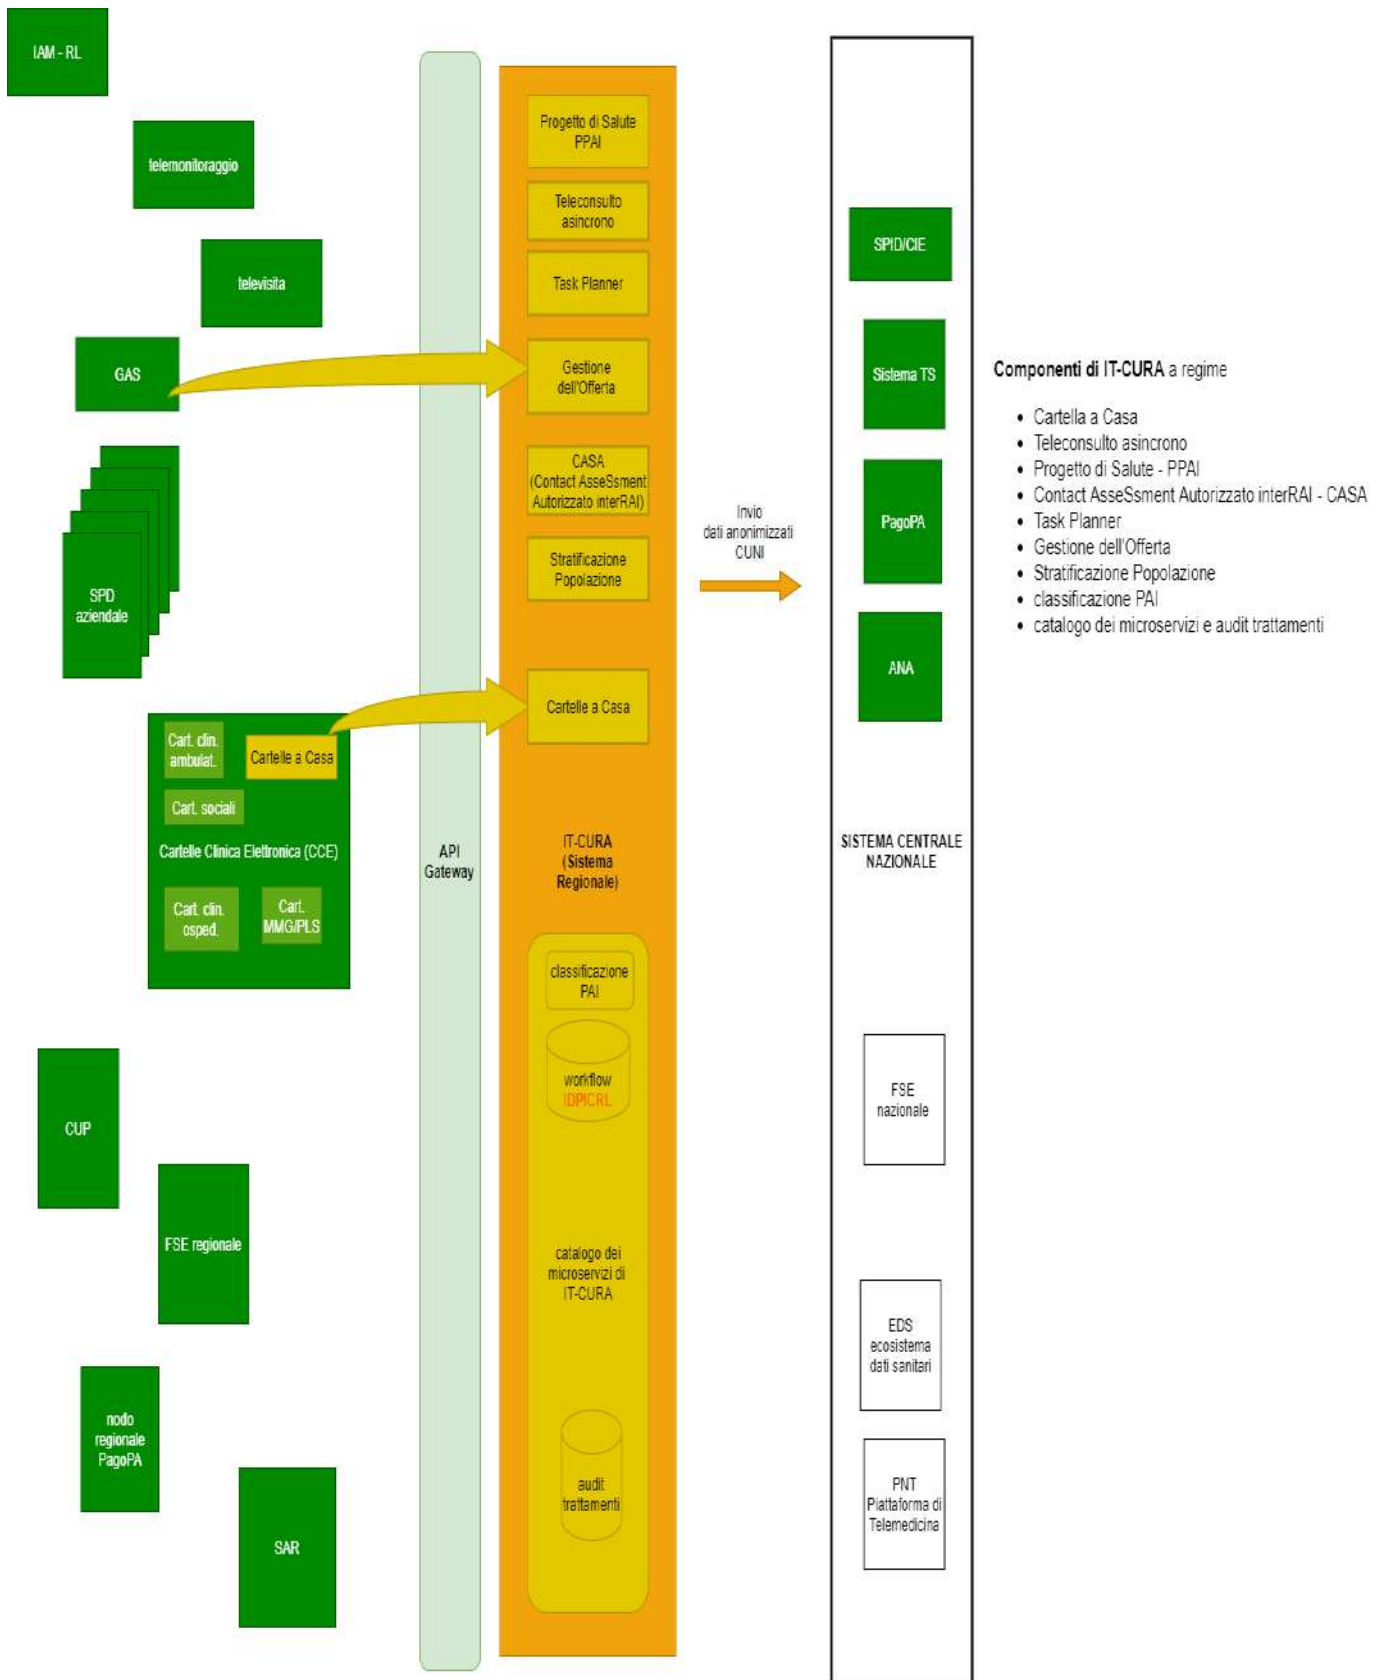 IAM - RL
telemonitoraggio
televisita
GAS
SPID
aziendale
Cart. clin.
ambulat.
Cartelle a Casa
Cart. sociali
Cartelle Clinica Elettronica (CCE)
Cart. clin.
osped.
Cart.
MMG/PLS
CUP
FSE regionale
nodo
regionale
PagoPA
SAR
API
Gateway
Progetto di Salute
PPAI
Teleconsulto
asincrono
Task Planner
Gestione
dell'Offerta
CASA
(Contact AsseSsment
Autorizzato interRAI)
Stratificazione
Popolazione
Cartelle a Casa
IT-CURA
(Sistema
Regionale)
classificazione
PAI
workflow
IDPICRL
catalogo dei
microservizi di
IT-CURA
audit
trattamenti
Invio
dati anonimizzati
CUNI
SPID/CIE
Sistema TS
PagoPA
ANA
SISTEMA CENTRALE
NAZIONALE
FSE
nazionale
EDS
ecosistema
dati sanitari
PNT
Piattaforma di
Telemedicina
Componenti di IT-CURA a regime
• Cartella a Casa
• Teleconsulto asincrono
• Progetto di Salute - PPAI
• Contact AsseSsment Autorizzato interRAI - CASA
• Task Planner
• Gestione dell'Offerta
• Stratificazione Popolazione
• classificazione PAI
• catalogo dei microservizi e audit trattamenti